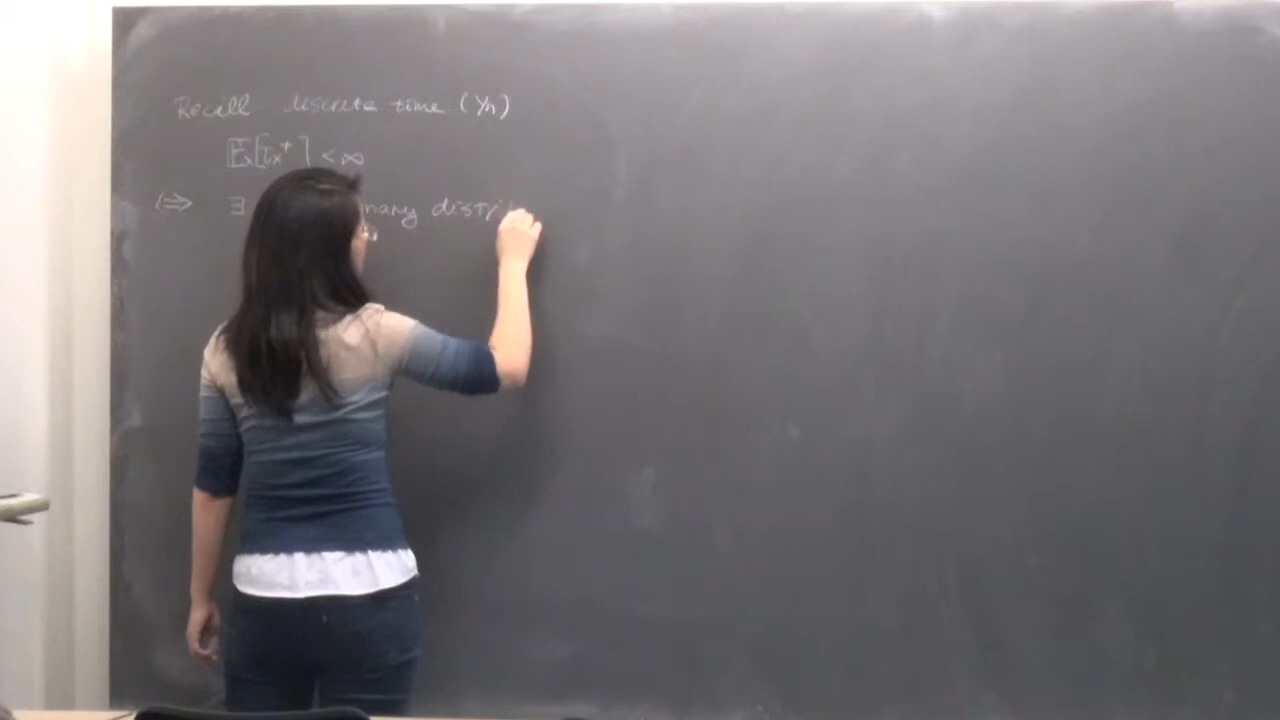 Recall discrete time (Yn)
𝔼x[Tx⁺] < ∞
⇔ ∃ nary distri